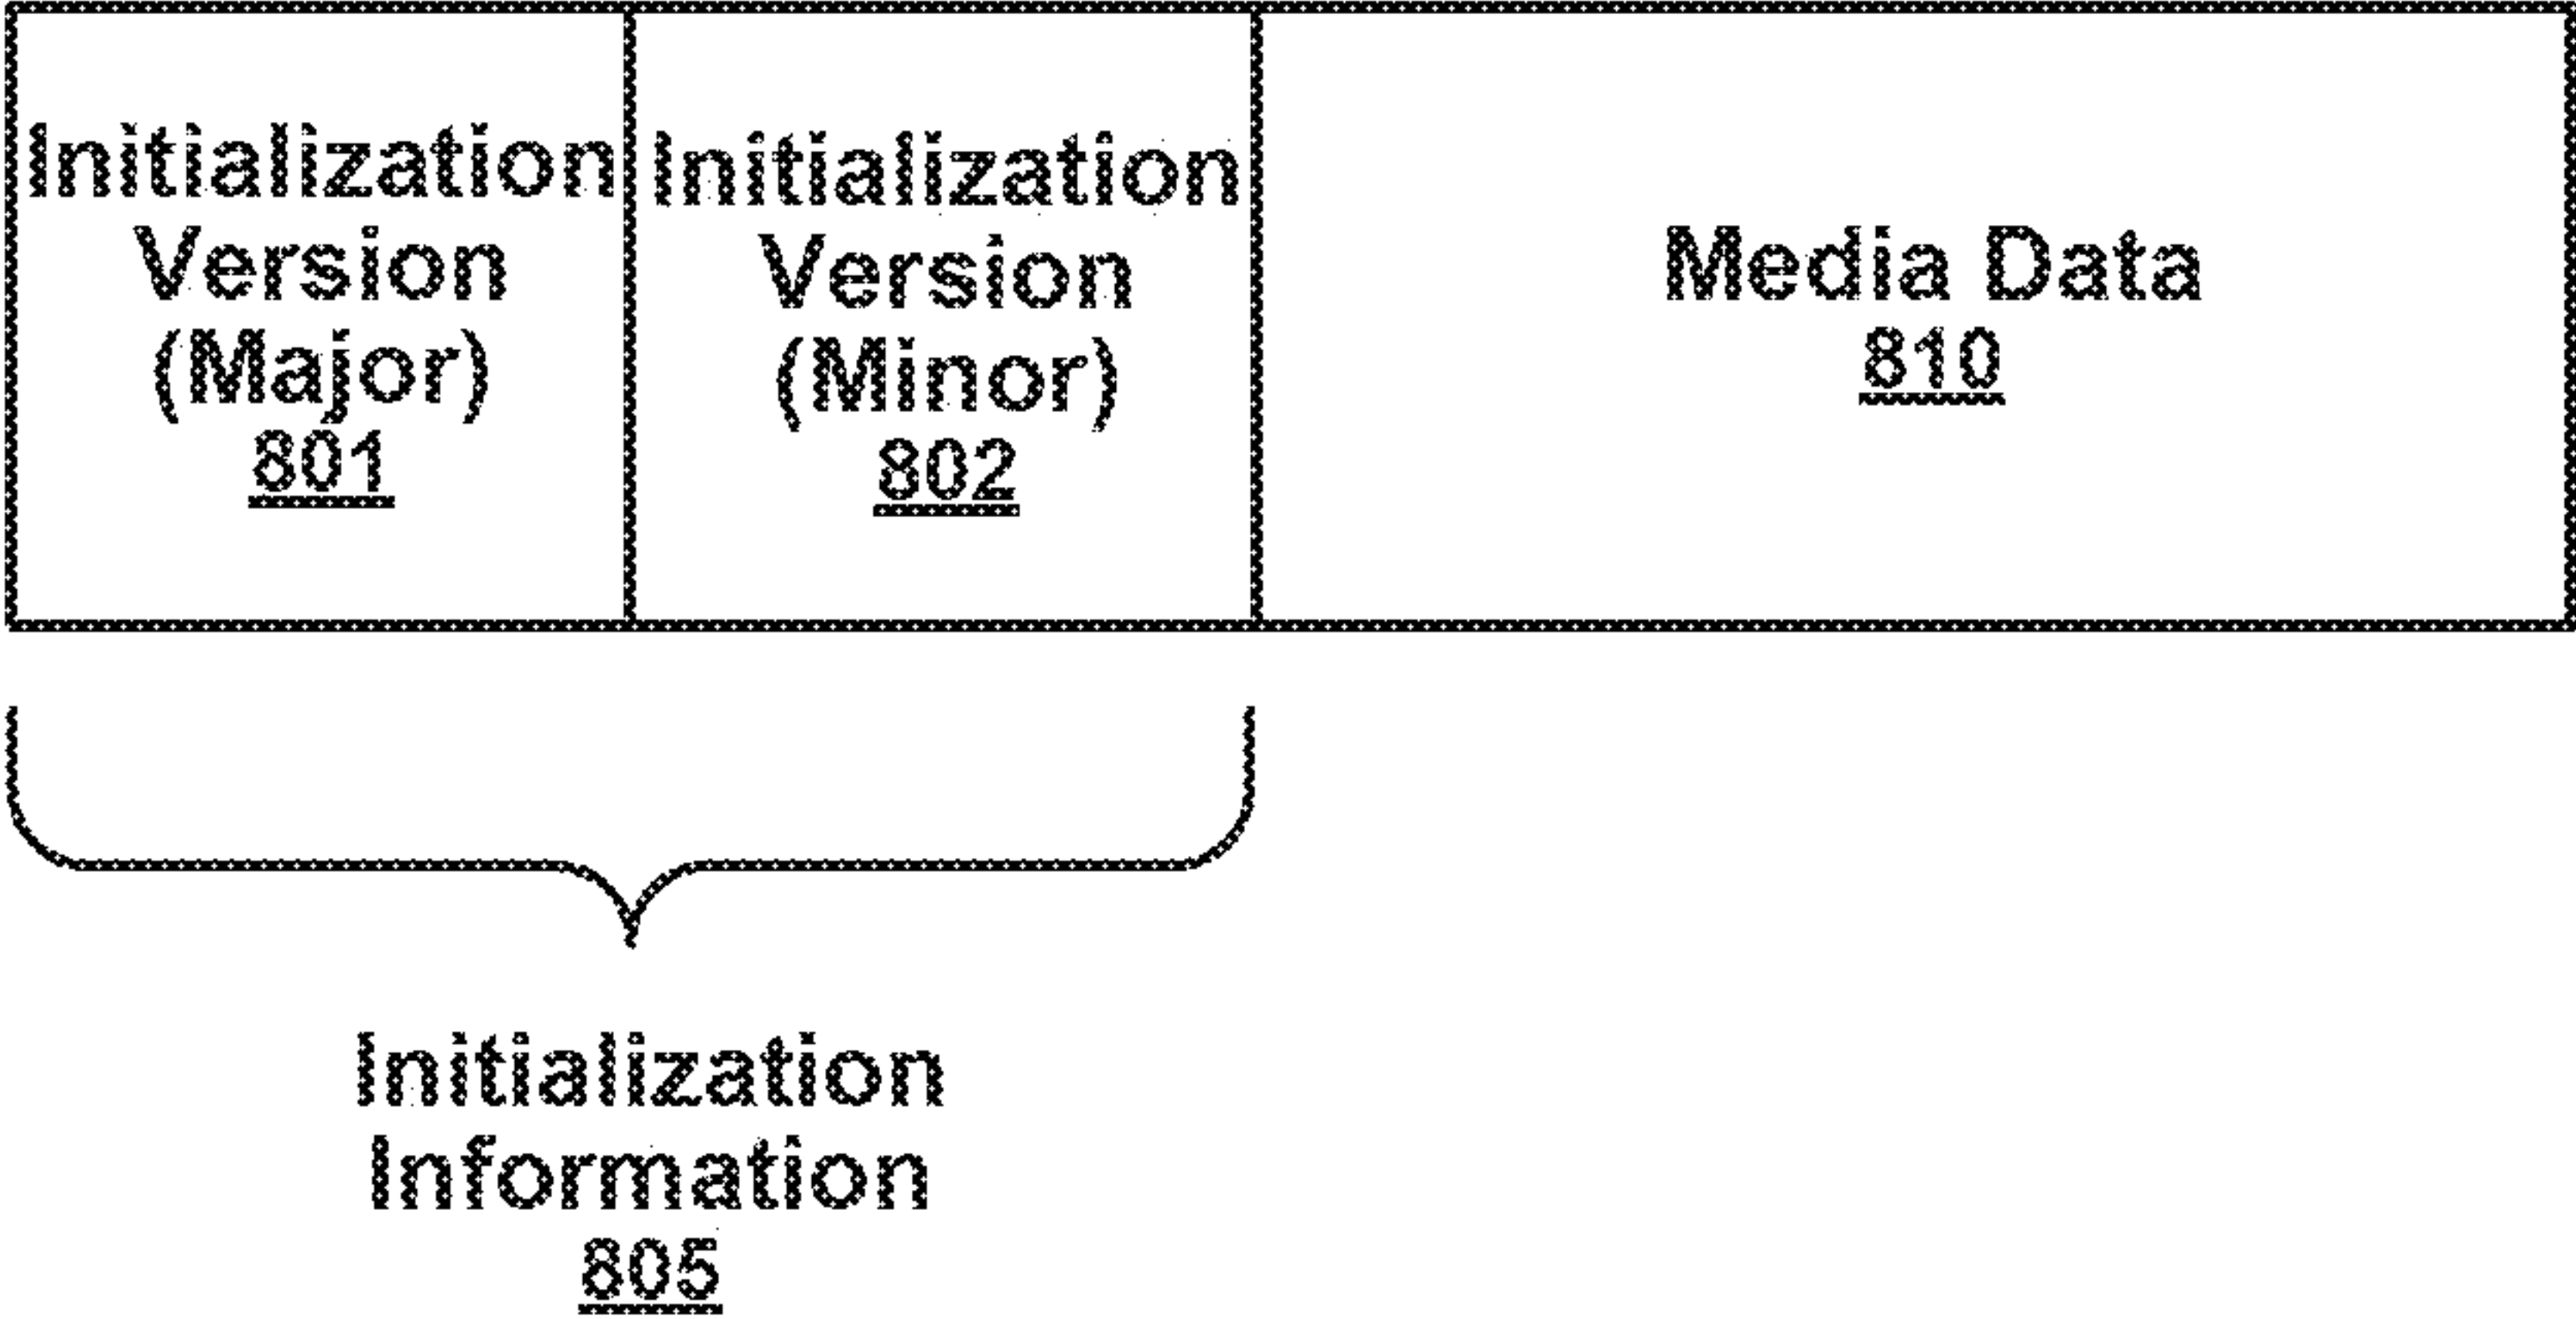 Initialization
Version
(Major)
801
Initialization
Version
(Minor)
802
Media Data
810
Initialization
Information
805